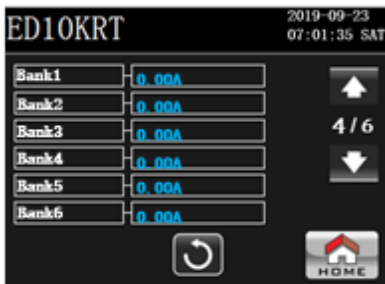 ED10KRT
2019-09-23
07:01:35 SAT
Bank1 0.00A
Bank2 0.00A
Bank3 0.00A
4/6
Bank4 0.00A
Bank5 0.00A
Bank6 0.00A
HOME